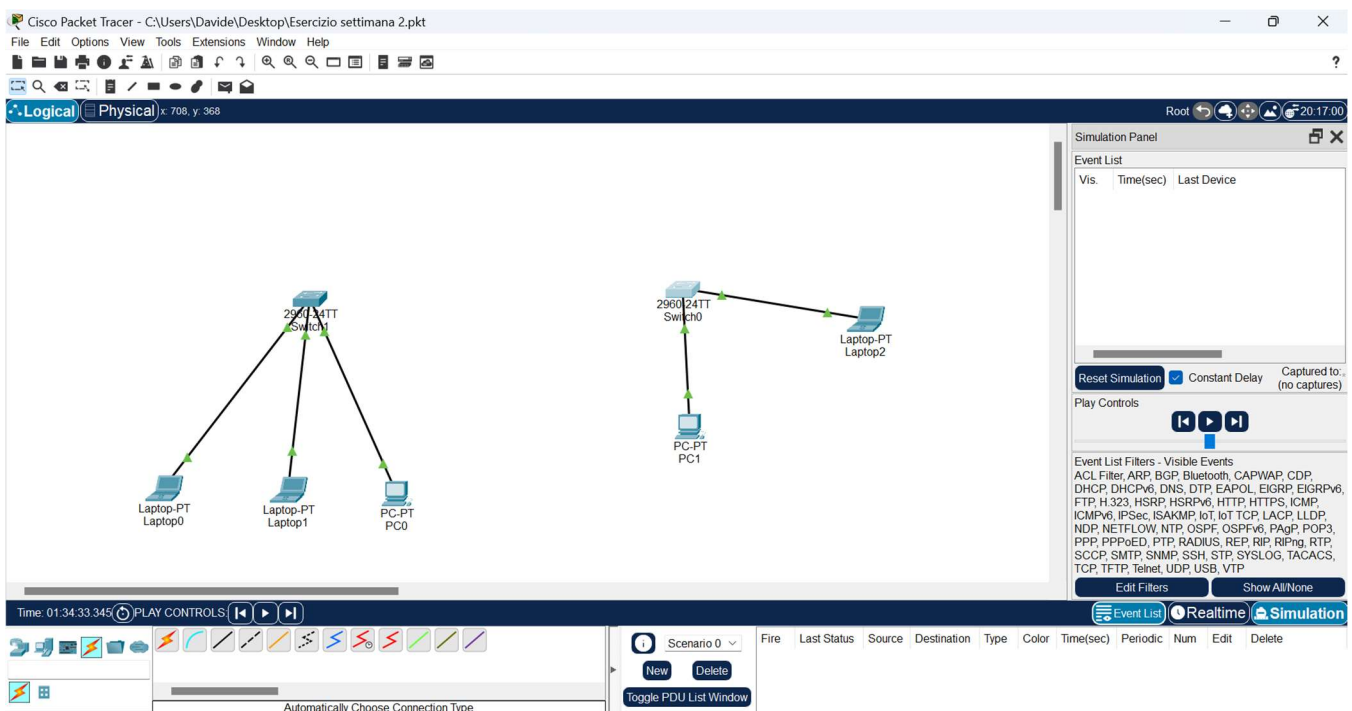 Cisco Packet Tracer - C:\Users\Davide\Desktop\Esercizio settimana 2.pkt
File Edit Options View Tools Extensions Window Help
?
Logical Physical x: 708, y: 368 Root 20:17:00
Simulation Panel
Event List
Vis. Time(sec) Last Device
2960-24TT
Switch1
2960-24TT
Switch0
Laptop-PT
Laptop2
Reset Simulation Constant Delay Captured to:
(no captures)
Play Controls
PC-PT
PC1
Laptop-PT
Laptop0
Laptop-PT
Laptop1
PC-PT
PC0
Event List Filters - Visible Events
ACL Filter, ARP, BGP, Bluetooth, CAPWAP, CDP,
DHCP, DHCPv6, DNS, DTP, EAPOL, EIGRP, EIGRPv6,
FTP, H.323, HSRP, HSRPv6, HTTP, HTTPS, ICMP,
ICMPv6, IPSec, ISAKMP, IoT, IoT TCP, LACP, LLDP,
NDP, NETFLOW, NTP, OSPF, OSPFv6, PAgP, POP3,
PPP, PPPoED, PTP, RADIUS, REP, RIP, RIPng, RTP,
SCCP, SMTP, SNMP, SSH, STP, SYSLOG, TACACS,
TCP, TFTP, Telnet, UDP, USB, VTP
Edit Filters Show All/None
Time: 01:34:33.345 PLAY CONTROLS: Event List Realtime Simulation
Scenario 0 Fire Last Status Source Destination Type Color Time(sec) Periodic Num Edit Delete
New Delete
Toggle PDU List Window
Automatically Choose Connection Type